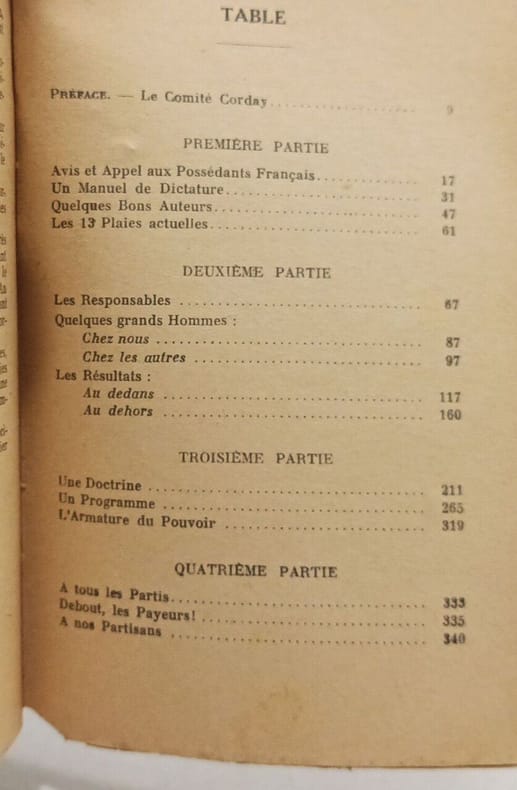 TABLE
PRÉFACE. — Le Comité Corday 9
PREMIÈRE PARTIE
Avis et Appel aux Possédants Français 17
Un Manuel de Dictature 31
Quelques Bons Auteurs 47
Les 13 Plaies actuelles 61
DEUXIÈME PARTIE
Les Responsables 67
Quelques grands Hommes :
Chez nous 87
Chez les autres 97
Les Résultats :
Au dedans 117
Au dehors 160
TROISIÈME PARTIE
Une Doctrine 211
Un Programme 265
L'Armature du Pouvoir 319
QUATRIÈME PARTIE
A tous les Partis 333
Debout, les Payeurs! 335
A nos Partisans 340